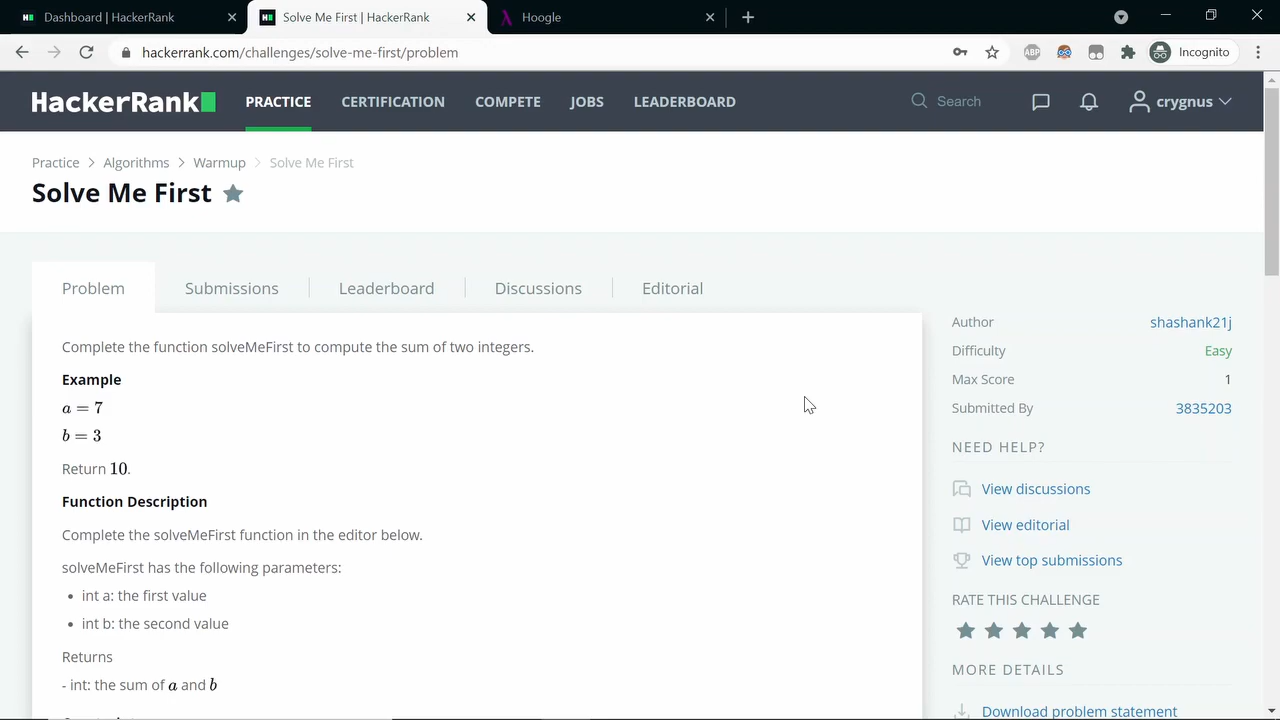 Dashboard | HackerRank
Solve Me First | HackerRank
Hoogle
hackerrank.com/challenges/solve-me-first/problem
ABP
Incognito
HackerRank
PRACTICE
CERTIFICATION
COMPETE
JOBS
LEADERBOARD
Search
crygnus
Practice
Algorithms
Warmup
Solve Me First
Solve Me First
Problem
Submissions
Leaderboard
Discussions
Editorial
Complete the function solveMeFirst to compute the sum of two integers.
Example
a = 7
b = 3
Return 10.
Function Description
Complete the solveMeFirst function in the editor below.
solveMeFirst has the following parameters:
• int a: the first value
• int b: the second value
Returns
- int: the sum of a and b
Author shashank21j
Difficulty Easy
Max Score 1
Submitted By 3835203
NEED HELP?
View discussions
View editorial
View top submissions
RATE THIS CHALLENGE
MORE DETAILS
Download problem statement